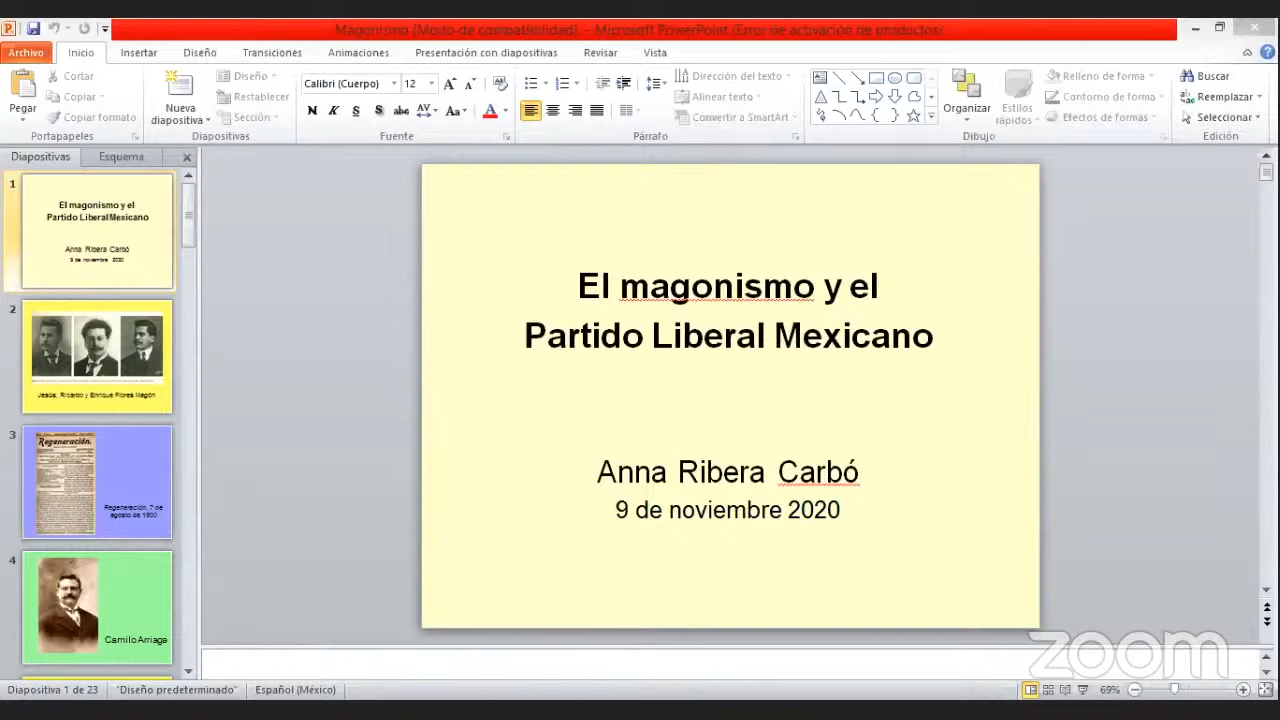 Magonismo [Modo de compatibilidad] - Microsoft PowerPoint (Error de activación de productos)
Archivo Inicio Insertar Diseño Transiciones Animaciones Presentación con diapositivas Revisar Vista
Pegar
Cortar
Copiar
Copiar formato
Portapapeles
Nueva
diapositiva
Diseño
Restablecer
Sección
Diapositivas
Calibri (Cuerpo) 12
N K S S abc AV Aa A
Fuente
Dirección del texto
Alinear texto
Convertir a SmartArt
Párrafo
Organizar
Estilos
rápidos
Relleno de forma
Contorno de forma
Efectos de formas
Dibujo
Buscar
Reemplazar
Seleccionar
Edición
Diapositivas Esquema
1
El magonismo y el
Partido Liberal Mexicano
Anna Ribera Carbó
9 de noviembre 2020
2
Jesús, Ricardo y Enrique Flores Magón
3
Regeneración.
Regeneración, 7 de
agosto de 1900
4
Camilo Arriaga
El magonismo y el
Partido Liberal Mexicano
Anna Ribera Carbó
9 de noviembre 2020
zoom
Diapositiva 1 de 23 "Diseño predeterminado" Español (México) 69%